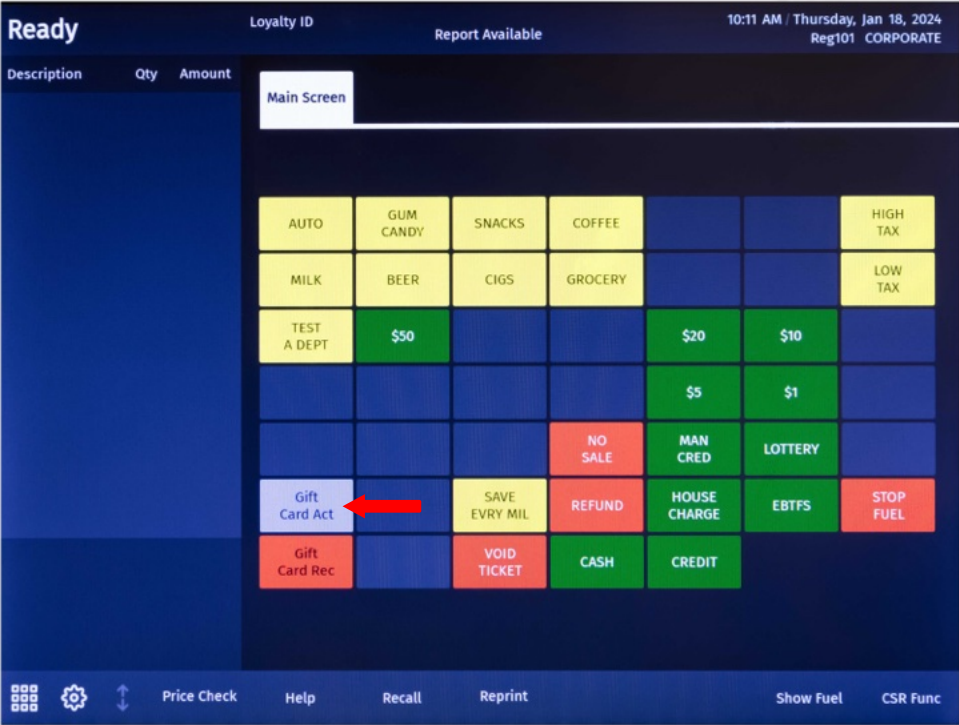 Ready
Loyalty ID
Report Available
10:11 AM / Thursday, Jan 18, 2024
Reg101 CORPORATE
Description Qty Amount
Main Screen
AUTO
GUM
CANDY
SNACKS
COFFEE
HIGH
TAX
MILK
BEER
CIGS
GROCERY
LOW
TAX
TEST
A DEPT
$50
$20
$10
$5
$1
NO
SALE
MAN
CRED
LOTTERY
Gift
Card Act
SAVE
EVRY MIL
REFUND
HOUSE
CHARGE
EBTFS
STOP
FUEL
Gift
Card Rec
VOID
TICKET
CASH
CREDIT
Price Check
Help
Recall
Reprint
Show Fuel
CSR Func